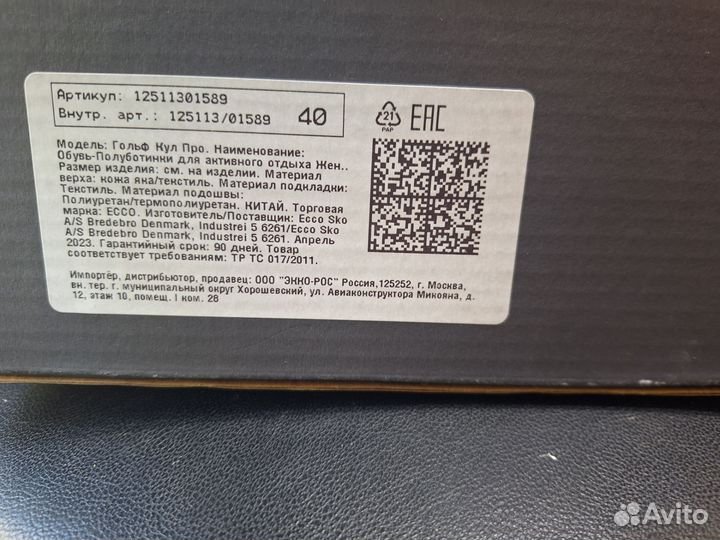 Артикул: 12511301589
Внутр. арт.: 125113/01589
40
21
PAP
EAC
Модель: Гольф Кул Про. Наименование:
Обувь-Полуботинки для активного отдыха Жен..
Размер изделия: см. на изделии. Материал
верха: кожа яка/текстиль. Материал подкладки:
Текстиль. Материал подошвы:
Полиуретан/термополиуретан. КИТАЙ. Торговая
марка: ECCO. Изготовитель/Поставщик: Ecco Sko
A/S Bredebro Denmark, Industrei 5 6261/Ecco Sko
A/S Bredebro Denmark, Industrei 5 6261. Апрель
2023. Гарантийный срок: 90 дней. Товар
соответствует требованиям: ТР ТС 017/2011.
Импортёр, дистрибьютор, продавец: ООО "ЭККО-РОС" Россия,125252, г. Москва,
вн. тер. г. муниципальный округ Хорошевский, ул. Авиаконструктора Микояна, д.
12, этаж 10, помещ. I ком. 28
Avito